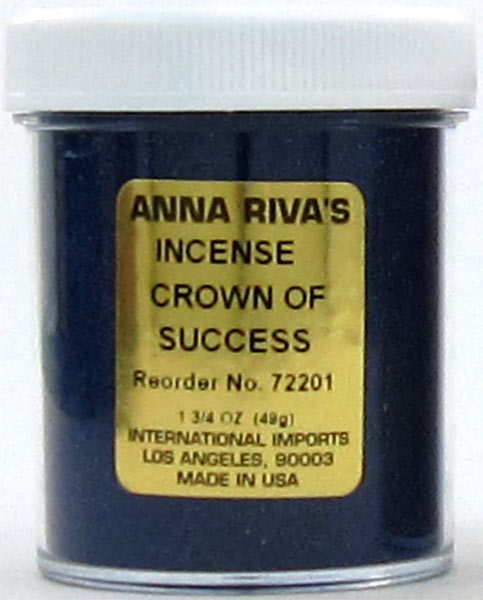 ANNA RIVA'S
INCENSE
CROWN OF
SUCCESS
Reorder No. 72201
1 3/4 OZ (49g)
INTERNATIONAL IMPORTS
LOS ANGELES, 90003
MADE IN USA